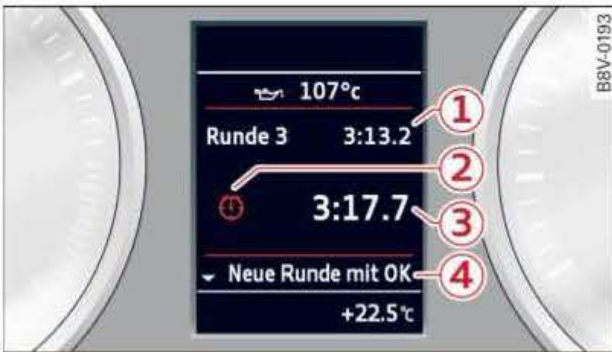 107°c
①
Runde 3 3:13.2
②
3:17.7
③
Neue Runde mit OK
④
+22.5°c
B8V-0193